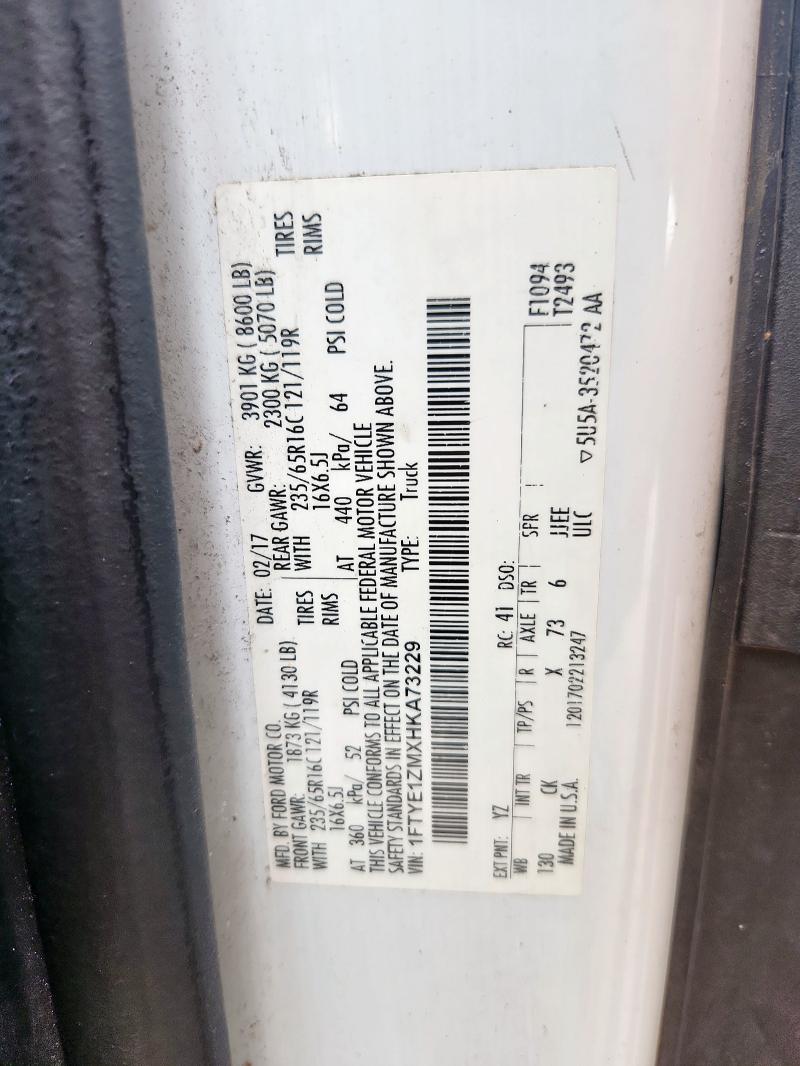 MFD. BY FORD MOTOR CO. DATE: 02/17 GVWR: 3901 KG ( 8600 LB)
FRONT GAWR: 1873 KG ( 4130 LB) REAR GAWR: 2300 KG ( 5070 LB)
WITH 235/65R16C 121/119R TIRES WITH 235/65R16C 121/119R TIRES
16X6.5J RIMS 16X6.5J RIMS
AT 360 kPa/ 52 PSI COLD AT 440 kPa/ 64 PSI COLD
THIS VEHICLE CONFORMS TO ALL APPLICABLE FEDERAL MOTOR VEHICLE
SAFETY STANDARDS IN EFFECT ON THE DATE OF MANUFACTURE SHOWN ABOVE.
VIN: 1FTYE1ZMXHKA73229 TYPE: Truck
EXT PNT: YZ RC: 41 DSO:
WB INT TR TP/PS R AXLE TR SPR F1094
130 CK X 73 6 JJEE T2493
MADE IN U.S.A. 1201702213247 ULC ▽5U5A-3520472 AA